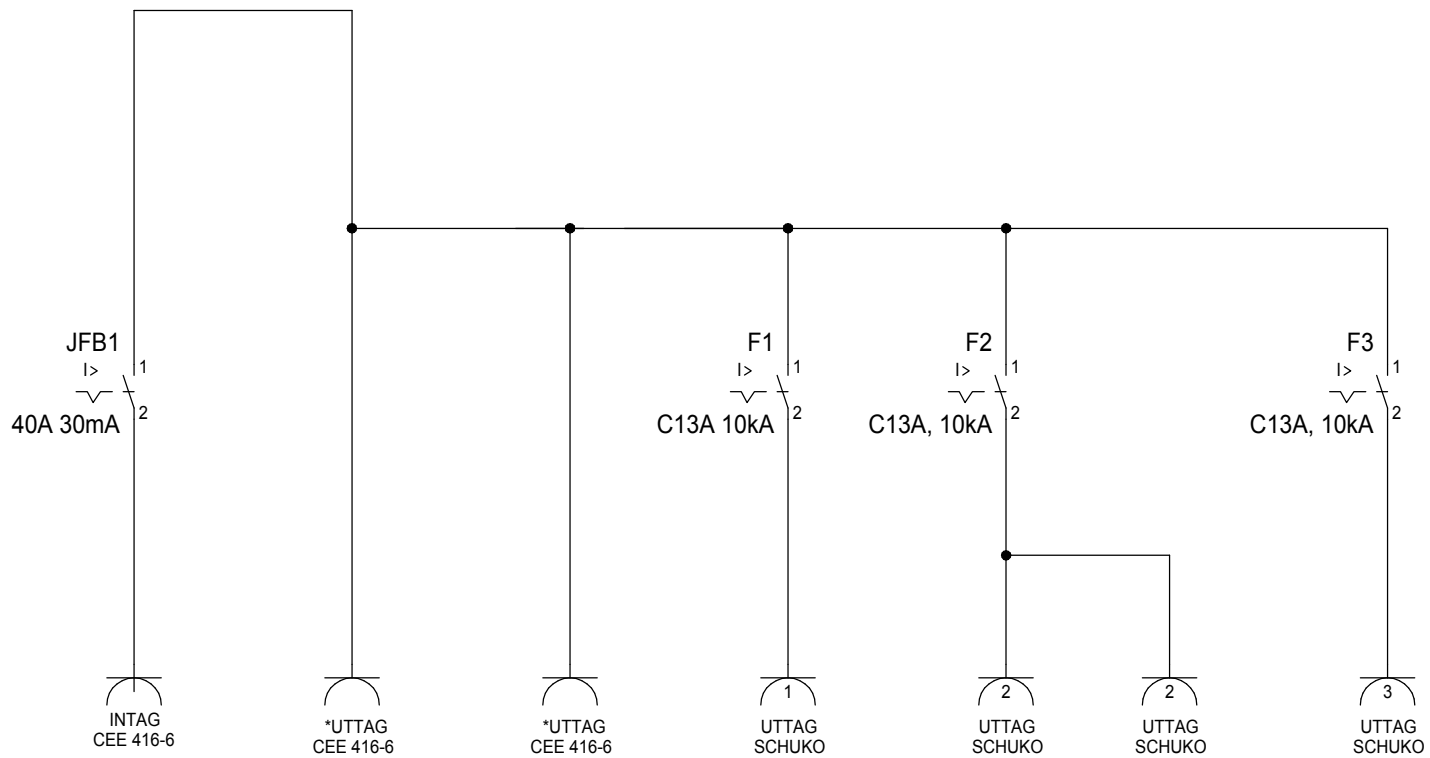 JFB1
I>
1
2
40A 30mA
F1
I>
1
2
C13A 10kA
F2
I>
1
2
C13A, 10kA
F3
I>
1
2
C13A, 10kA
INTAG
CEE 416-6
*UTTAG
CEE 416-6
*UTTAG
CEE 416-6
1
UTTAG
SCHUKO
2
UTTAG
SCHUKO
2
UTTAG
SCHUKO
3
UTTAG
SCHUKO